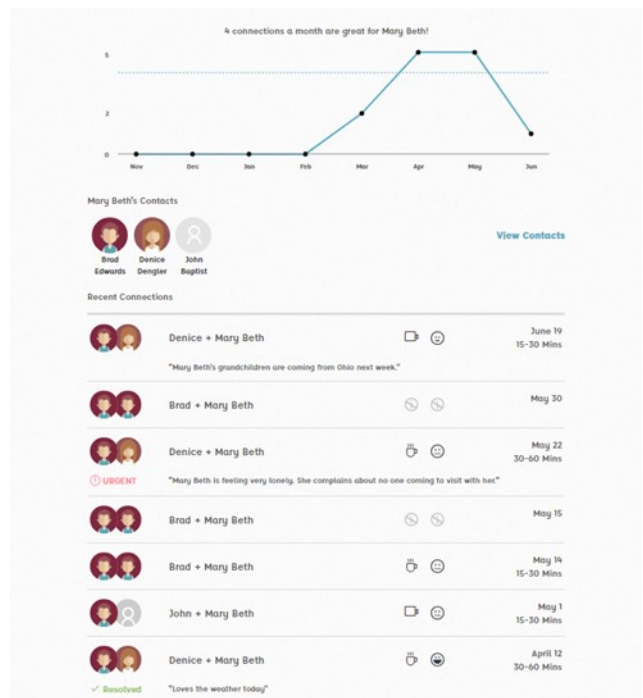 4 connections a month are great for Mary Beth!
5
2
0
Nov Dec Jan Feb Mar Apr May Jun
Mary Beth's Contacts
Brad Edwards
Denice Dengler
John Baptist
View Contacts
Recent Connections
Denice + Mary Beth
June 19
15-30 Mins
"Mary Beth's grandchildren are coming from Ohio next week."
Brad + Mary Beth
May 30
Denice + Mary Beth
May 22
30-60 Mins
URGENT
"Mary Beth is feeling very lonely. She complains about no one coming to visit with her."
Brad + Mary Beth
May 15
Brad + Mary Beth
May 14
15-30 Mins
John + Mary Beth
May 1
15-30 Mins
Denice + Mary Beth
April 12
30-60 Mins
Resolved
"Loves the weather today"